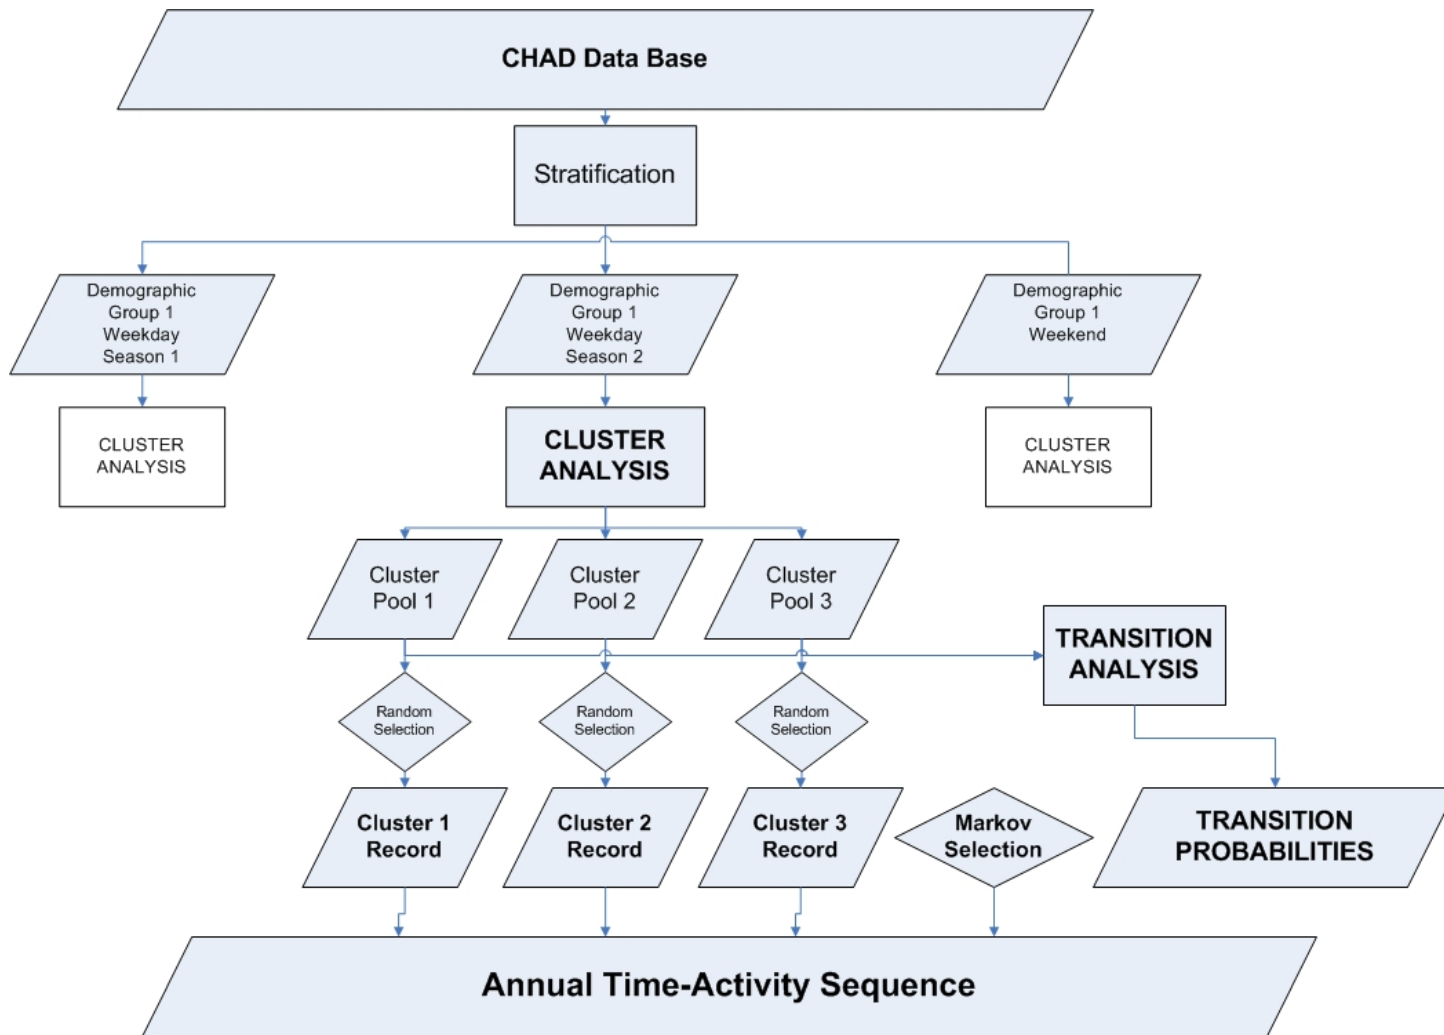 CHAD Data Base
Stratification
Demographic
Group 1
Weekday
Season 1
Demographic
Group 1
Weekday
Season 2
Demographic
Group 1
Weekend
CLUSTER
ANALYSIS
CLUSTER
ANALYSIS
CLUSTER
ANALYSIS
Cluster
Pool 1
Cluster
Pool 2
Cluster
Pool 3
TRANSITION
ANALYSIS
Random
Selection
Random
Selection
Random
Selection
Cluster 1
Record
Cluster 2
Record
Cluster 3
Record
Markov
Selection
TRANSITION
PROBABILITIES
Annual Time-Activity Sequence